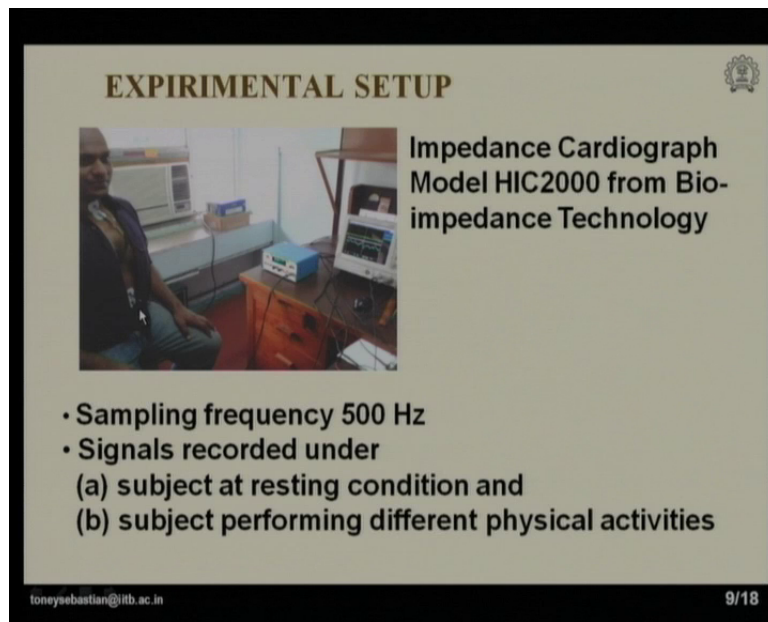 EXPIRIMENTAL SETUP
Impedance Cardiograph
Model HIC2000 from Bio-
impedance Technology
• Sampling frequency 500 Hz
• Signals recorded under
(a) subject at resting condition and
(b) subject performing different physical activities
toneysebastian@iitb.ac.in
9/18